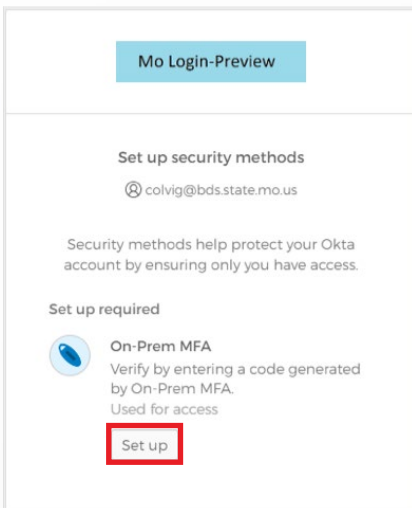 Mo Login-Preview
Set up security methods
colvig@bds.state.mo.us
Security methods help protect your Okta
account by ensuring only you have access.
Set up required
On-Prem MFA
Verify by entering a code generated
by On-Prem MFA.
Used for access
Set up